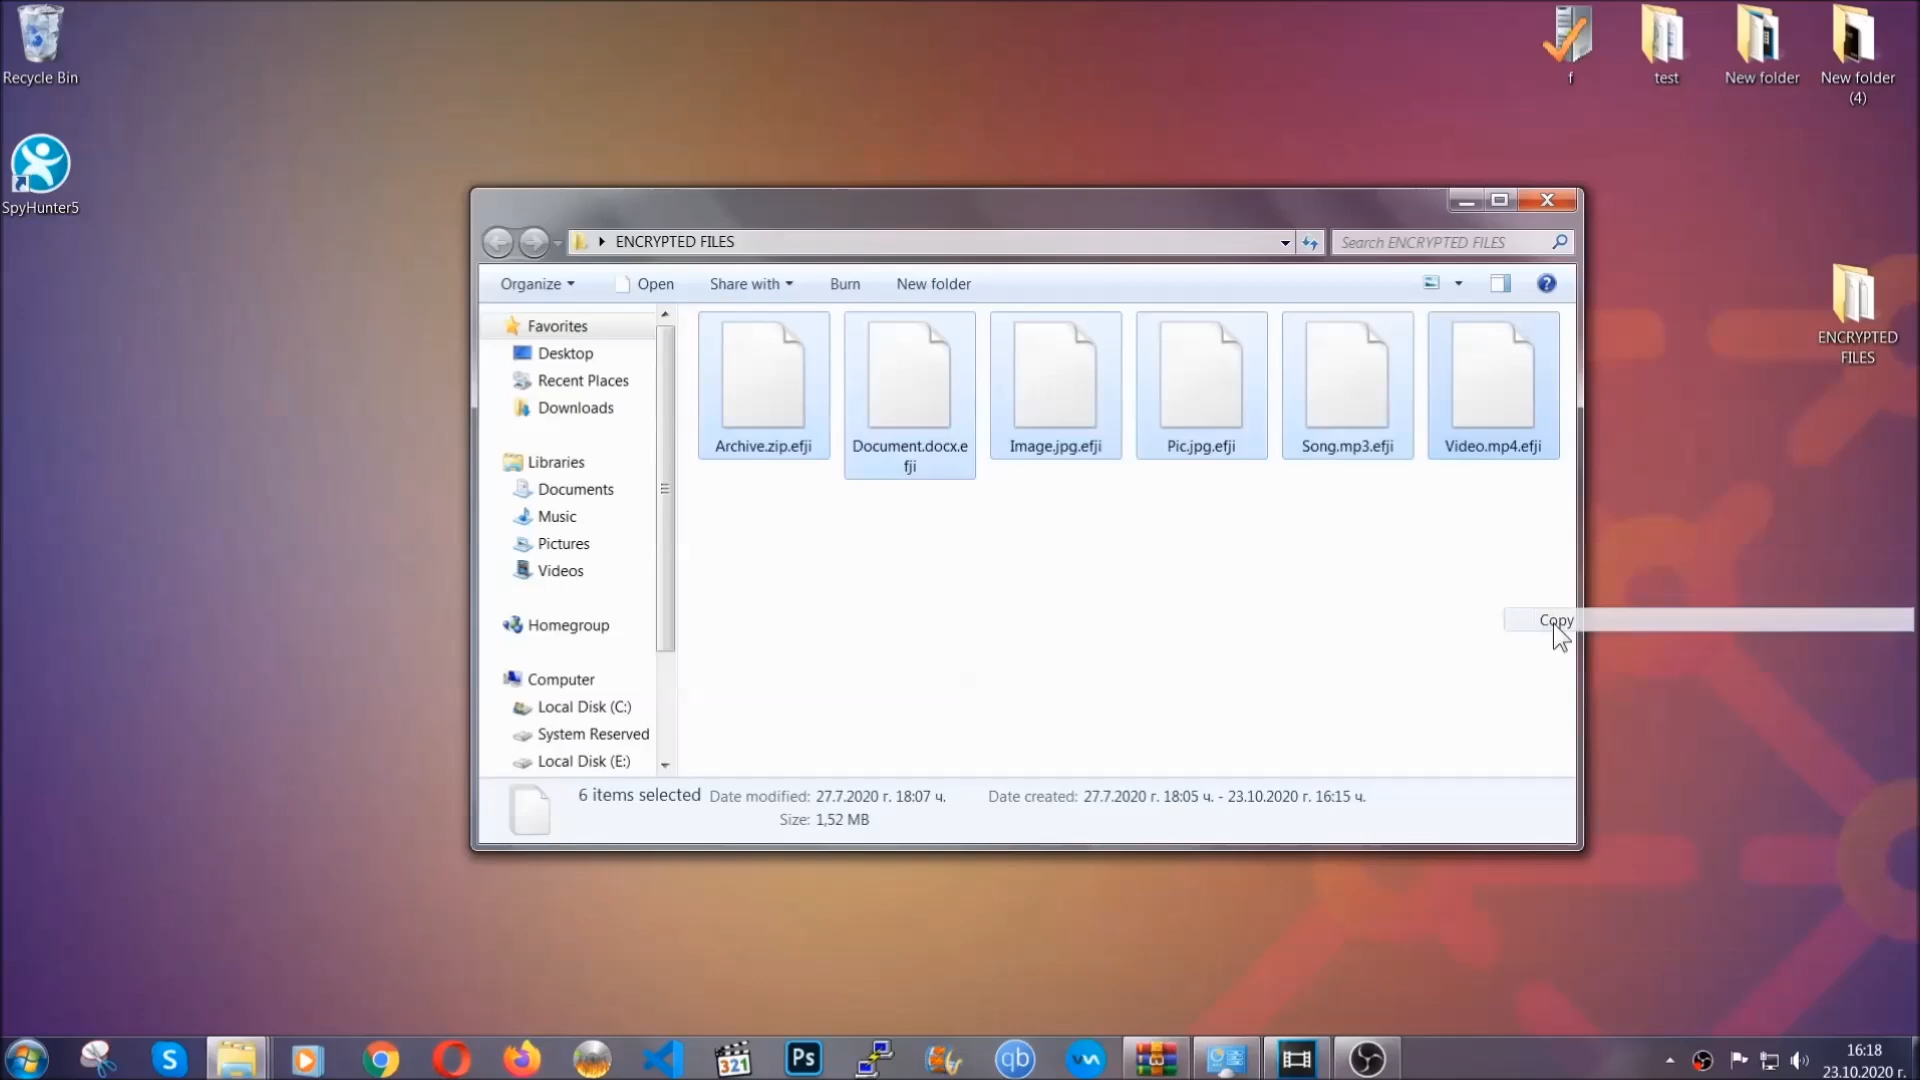 Recycle Bin
SpyHunter5
f
test
New folder
New folder
(4)
ENCRYPTED
FILES
ENCRYPTED FILES
Search ENCRYPTED FILES
Organize
Open
Share with
Burn
New folder
Favorites
Desktop
Recent Places
Downloads
Libraries
Documents
Music
Pictures
Videos
Homegroup
Computer
Local Disk (C:)
System Reserved
Local Disk (E:)
Archive.zip.efji
Document.docx.e
fji
Image.jpg.efji
Pic.jpg.efji
Song.mp3.efji
Video.mp4.efji
Copy
6 items selected Date modified: 27.7.2020 г. 18:07 ч. Date created: 27.7.2020 г. 18:05 ч. - 23.10.2020 г. 16:15 ч.
Size: 1,52 MB
S
321
Ps
qb
16:18
23.10.2020 г.